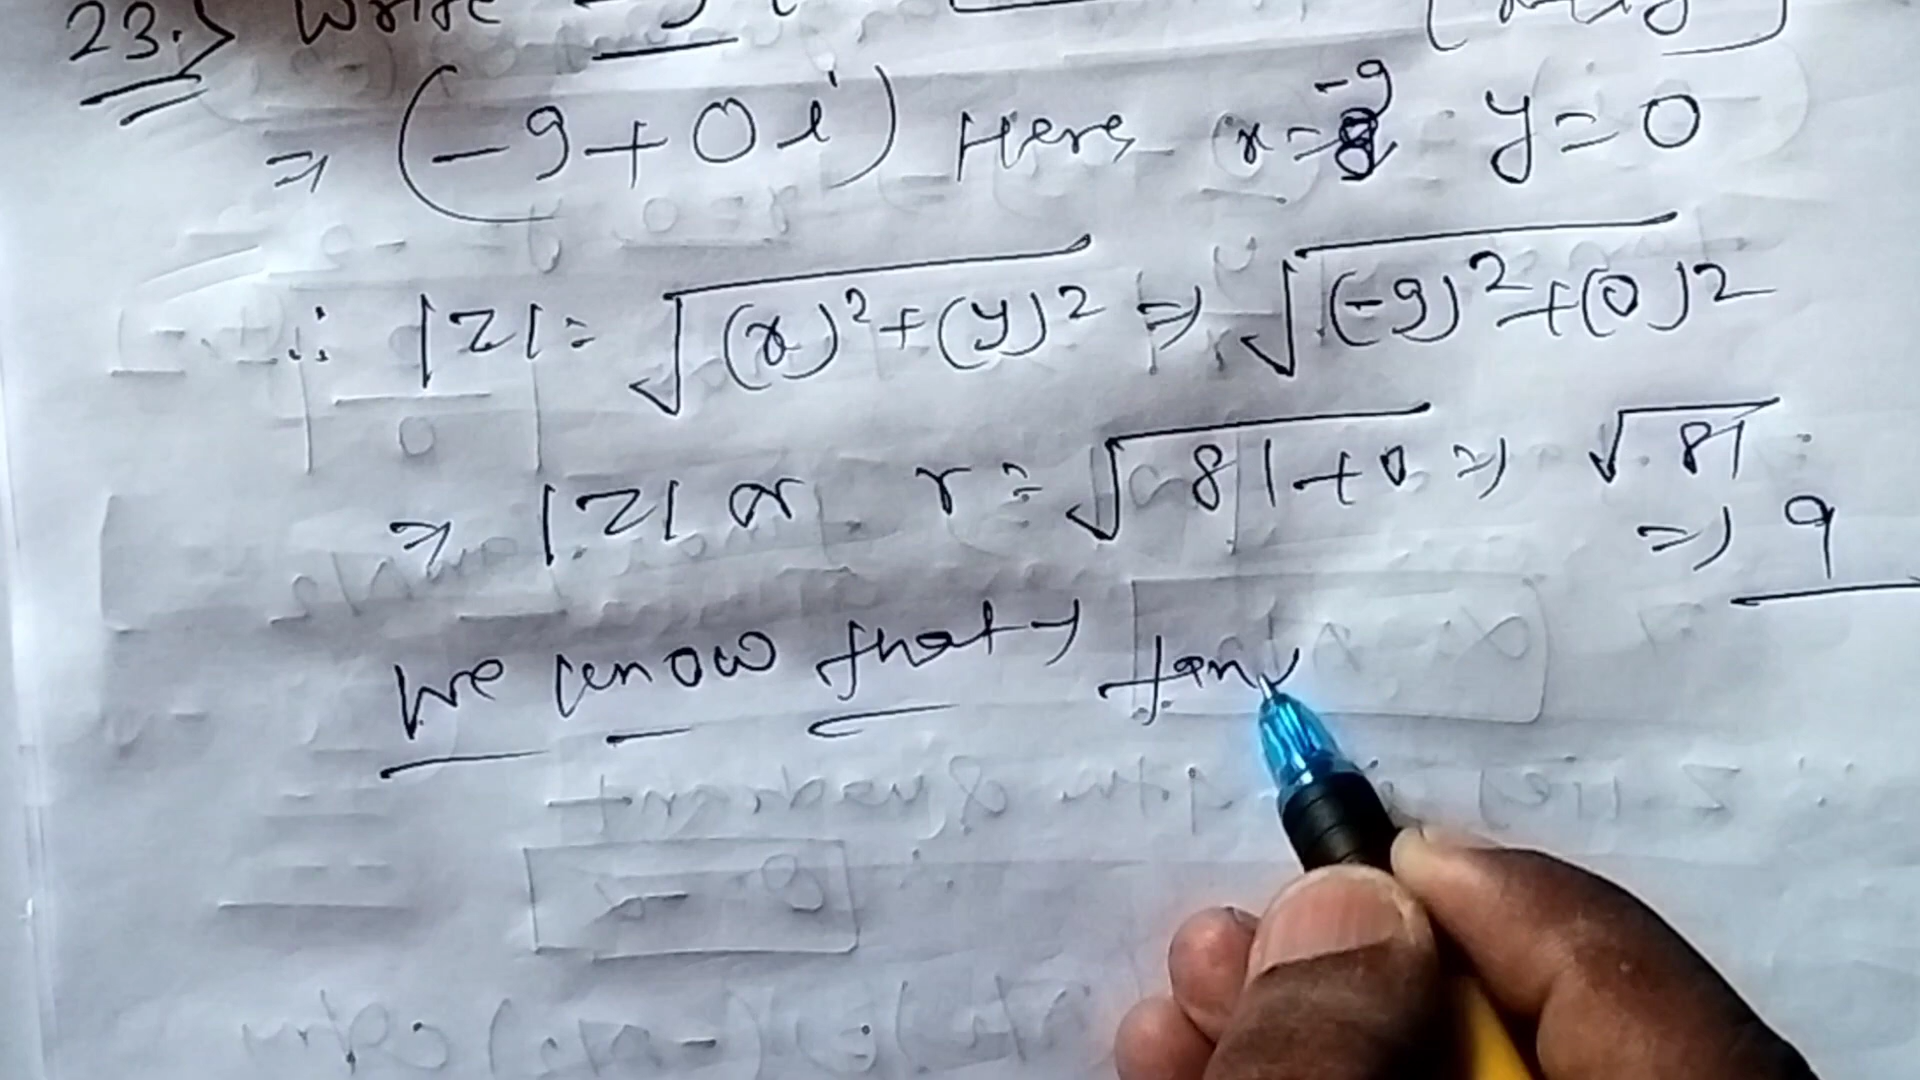 23.> Write -9
⇒ (-9+0i) Here x=-9 y=0
∴ |Z| = √(x)²+(y)² ⇒ √(-9)²+(0)²
⇒ |Z| or r = √81+0 ⇒ √81
⇒ 9
We know that → tan